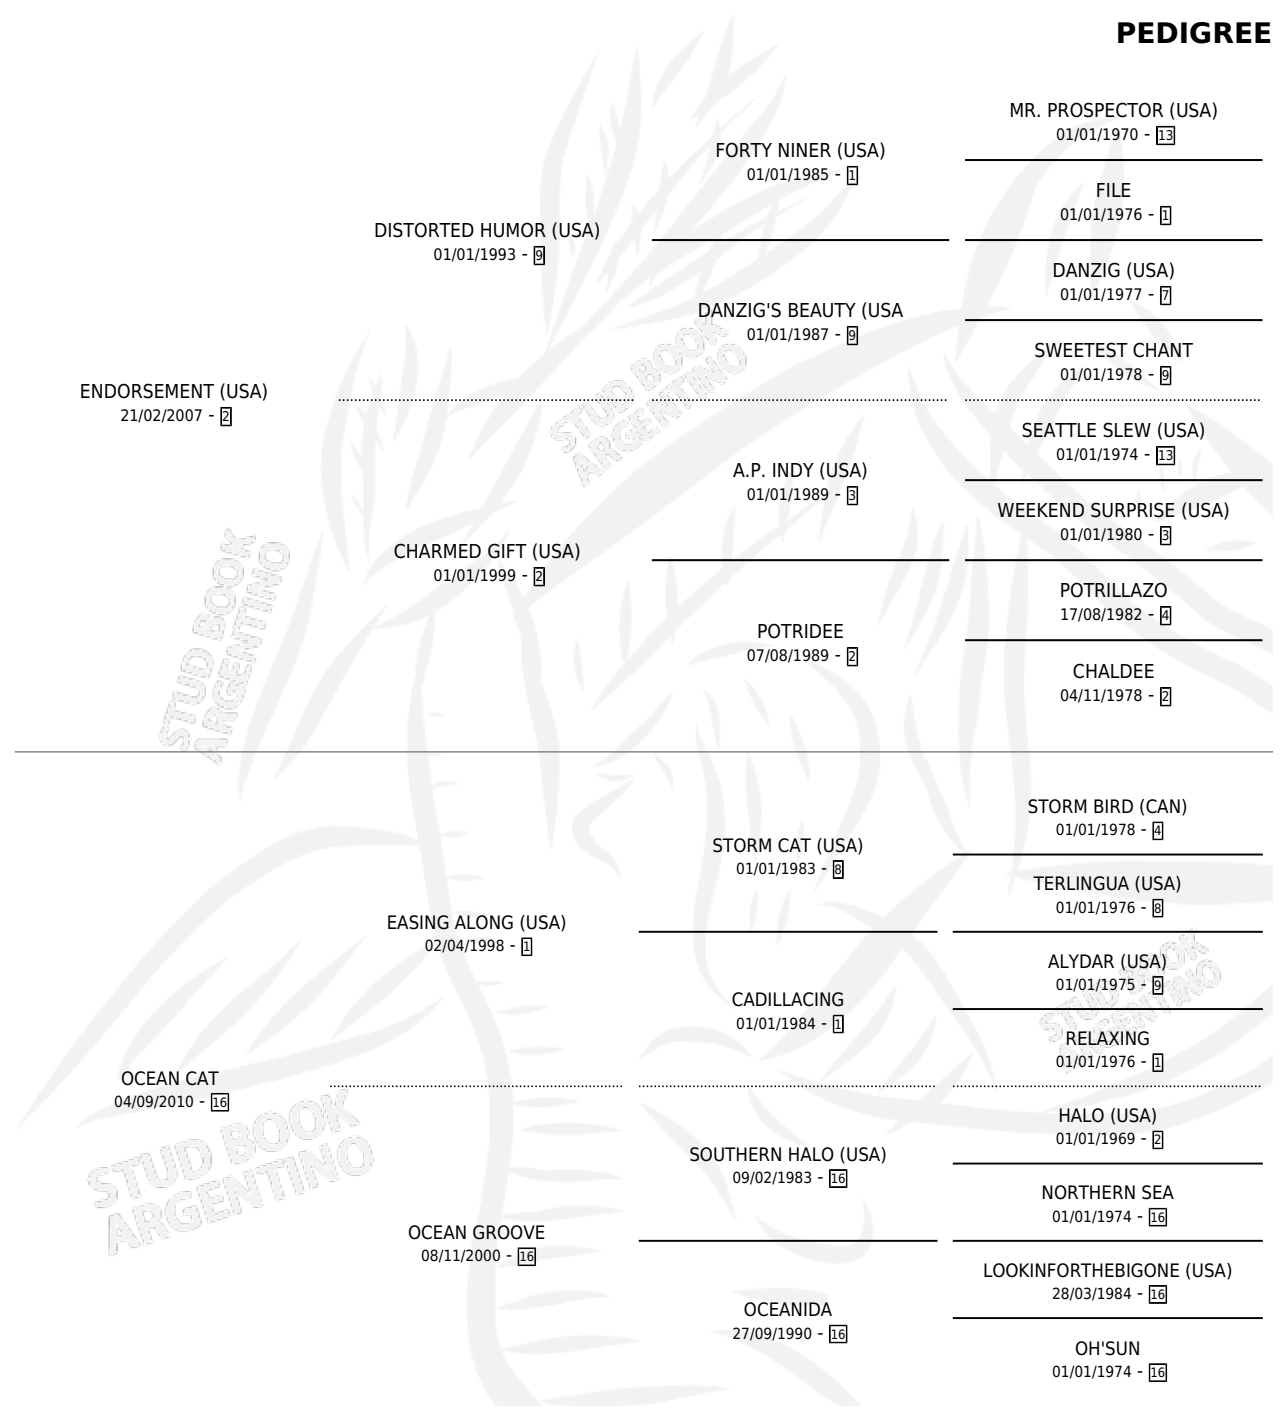 PEDIGREE
MR. PROSPECTOR (USA)
01/01/1970 - 13
FORTY NINER (USA)
01/01/1985 - 1
FILE
01/01/1976 - 1
DISTORTED HUMOR (USA)
01/01/1993 - 9
DANZIG (USA)
01/01/1977 - 7
DANZIG'S BEAUTY (USA
01/01/1987 - 9
SWEETEST CHANT
01/01/1978 - 9
ENDORSEMENT (USA)
21/02/2007 - 2
SEATTLE SLEW (USA)
01/01/1974 - 13
A.P. INDY (USA)
01/01/1989 - 3
WEEKEND SURPRISE (USA)
01/01/1980 - 3
CHARMED GIFT (USA)
01/01/1999 - 2
POTRILLAZO
17/08/1982 - 4
POTRIDEE
07/08/1989 - 2
CHALDEE
04/11/1978 - 2
STORM BIRD (CAN)
01/01/1978 - 4
STORM CAT (USA)
01/01/1983 - 8
TERLINGUA (USA)
01/01/1976 - 8
EASING ALONG (USA)
02/04/1998 - 1
ALYDAR (USA)
01/01/1975 - 9
CADILLACING
01/01/1984 - 1
RELAXING
01/01/1976 - 1
OCEAN CAT
04/09/2010 - 16
HALO (USA)
01/01/1969 - 2
SOUTHERN HALO (USA)
09/02/1983 - 16
NORTHERN SEA
01/01/1974 - 16
OCEAN GROOVE
08/11/2000 - 16
LOOKINFORTHEBIGONE (USA)
28/03/1984 - 16
OCEANIDA
27/09/1990 - 16
OH'SUN
01/01/1974 - 16
STUD BOOK
ARGENTINO
STUD BOOK
ARGENTINO
STUD BOOK
ARGENTINO
STUD BOOK
ARGENTINO